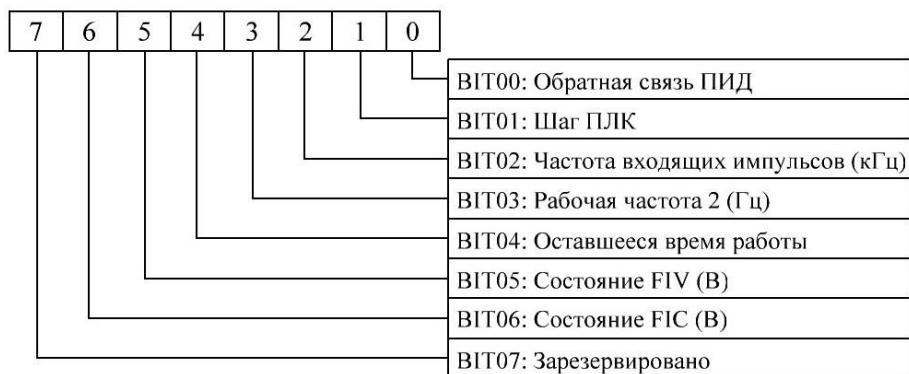 7 6 5 4 3 2 1 0
BIT00: Обратная связь ПИД
BIT01: Шаг ПЛК
BIT02: Частота входящих импульсов (кГц)
BIT03: Рабочая частота 2 (Гц)
BIT04: Оставшееся время работы
BIT05: Состояние FIV (В)
BIT06: Состояние FIC (В)
BIT07: Зарезервировано